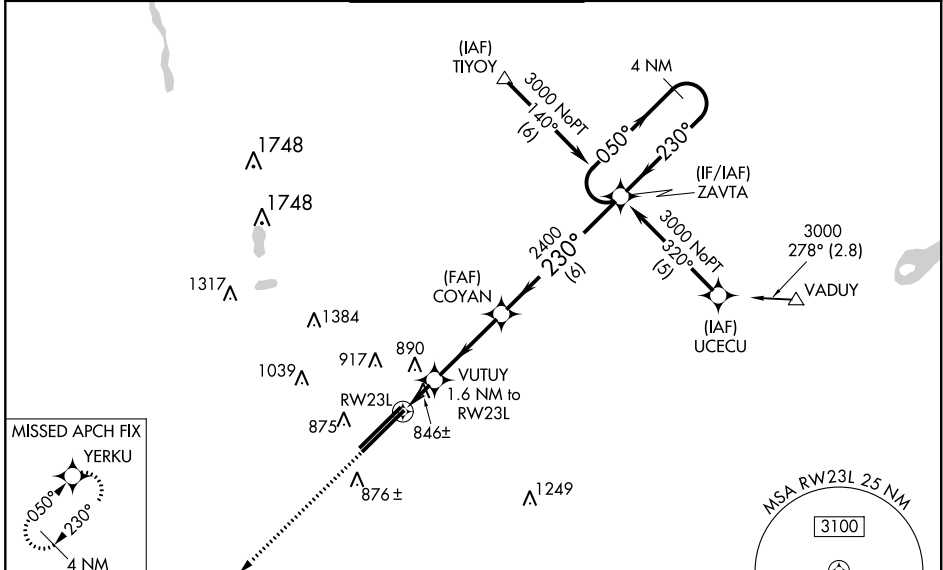 (IAF)
TIYOY
3000 NoPT
140°
(6)
4 NM
050°
230°
(IF/IAF)
ZAVTA
1748
1748
2400
230°
(6)
3000 NoPT
320°
(5)
3000
278° (2.8)
VADUY
(IAF)
UCECU
(FAF)
COYAN
1317
1384
917
890
1039
VUTUY
1.6 NM to
RW23L
RW23L
875
846±
876±
1249
MISSED APCH FIX
YERKU
050°
230°
4 NM
MSA RW23L 25 NM
3100